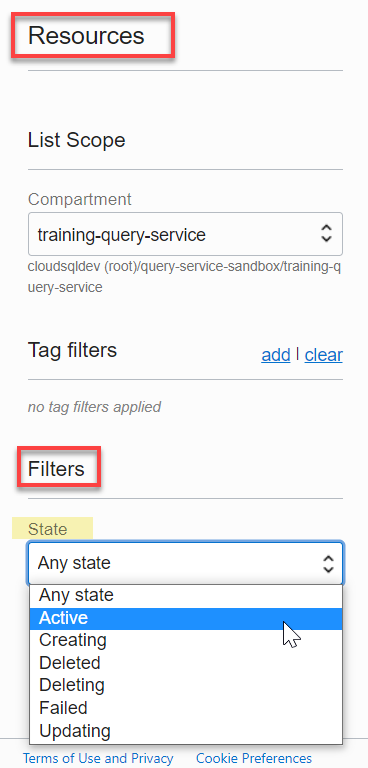 Resources
List Scope
Compartment
training-query-service
cloudsqldev (root)/query-service-sandbox/training-q
uery-service
Tag filters add | clear
no tag filters applied
Filters
State
Any state
Any state
Active
Creating
Deleted
Deleting
Failed
Updating
Terms of Use and Privacy Cookie Preferences